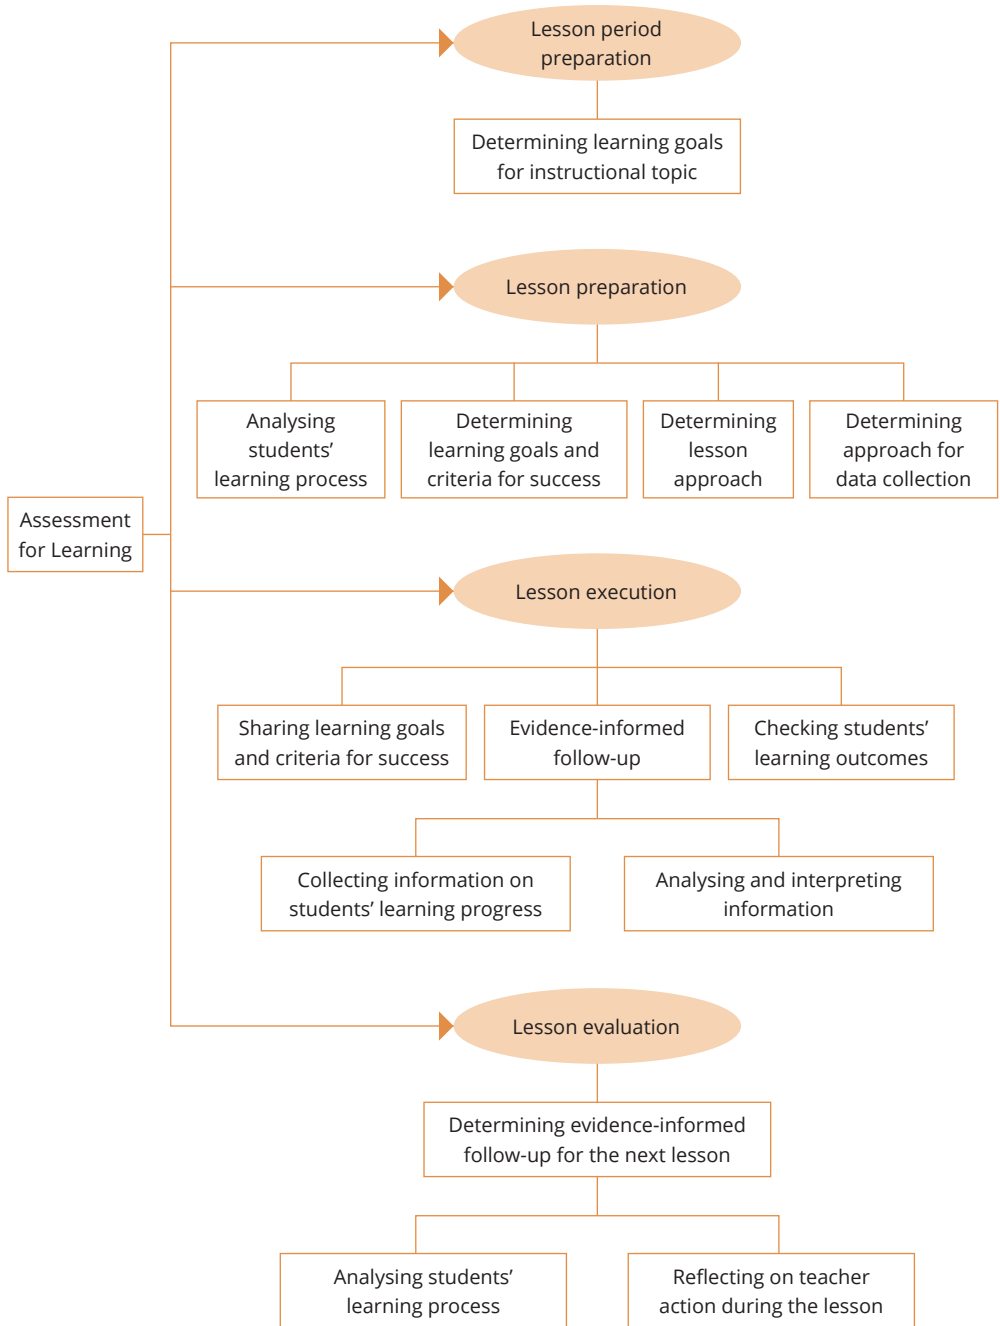 Lesson period
preparation
Determining learning goals
for instructional topic
Lesson preparation
Analysing
students’
learning process
Determining
learning goals and
criteria for success
Determining
lesson
approach
Determining
approach for
data collection
Assessment
for Learning
Lesson execution
Sharing learning goals
and criteria for success
Evidence-informed
follow-up
Checking students’
learning outcomes
Collecting information on
students’ learning progress
Analysing and interpreting
information
Lesson evaluation
Determining evidence-informed
follow-up for the next lesson
Analysing students’
learning process
Reflecting on teacher
action during the lesson